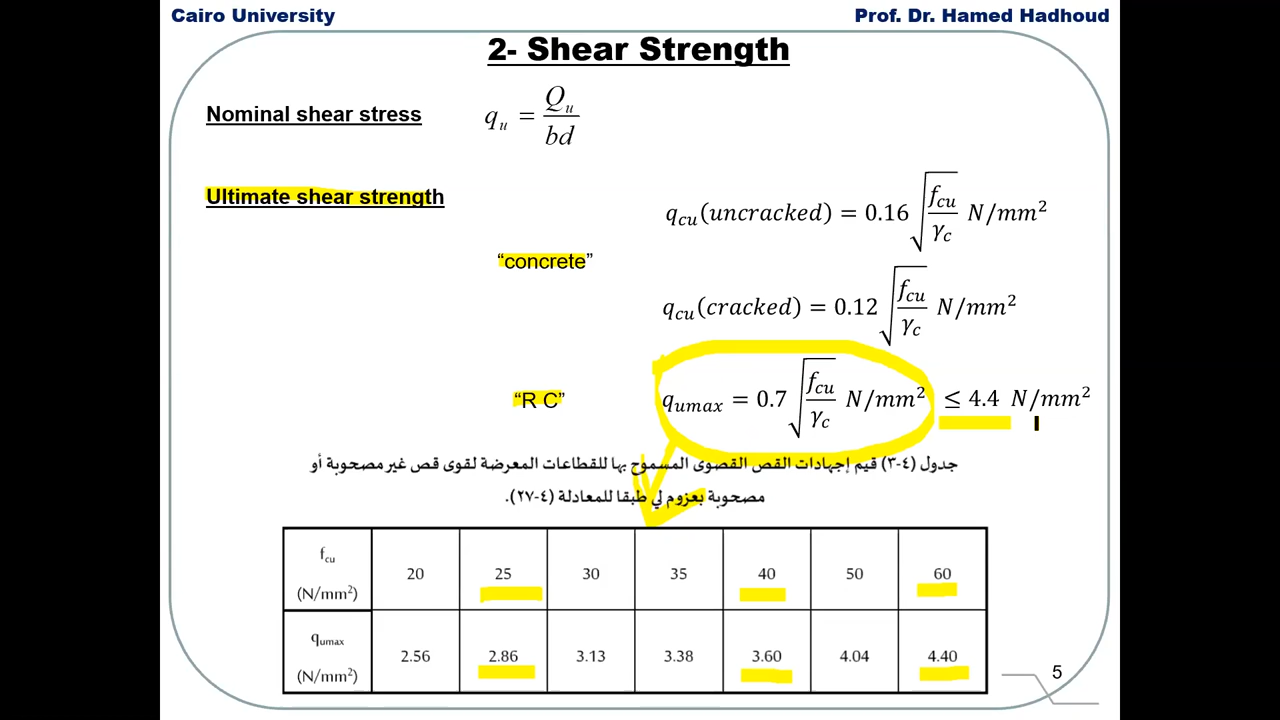 Cairo University
Prof. Dr. Hamed Hadhoud
2- Shear Strength
Nominal shear stress
q_u = Q_u / bd
Ultimate shear strength
q_cu(uncracked) = 0.16 √(f_cu / γ_c) N/mm²
“concrete”
q_cu(cracked) = 0.12 √(f_cu / γ_c) N/mm²
“R C”
q_umax = 0.7 √(f_cu / γ_c) N/mm² ≤ 4.4 N/mm²
جدول (٤-٣) قيم إجهادات القص القصوى المسموح بها للقطاعات المعرضة لقوى قص غير مصحوبة أو
مصحوبة بعزوم لي طبقا للمعادلة (٤-٢٧).
f_cu (N/mm²) 20 25 30 35 40 50 60
q_umax (N/mm²) 2.56 2.86 3.13 3.38 3.60 4.04 4.40
5